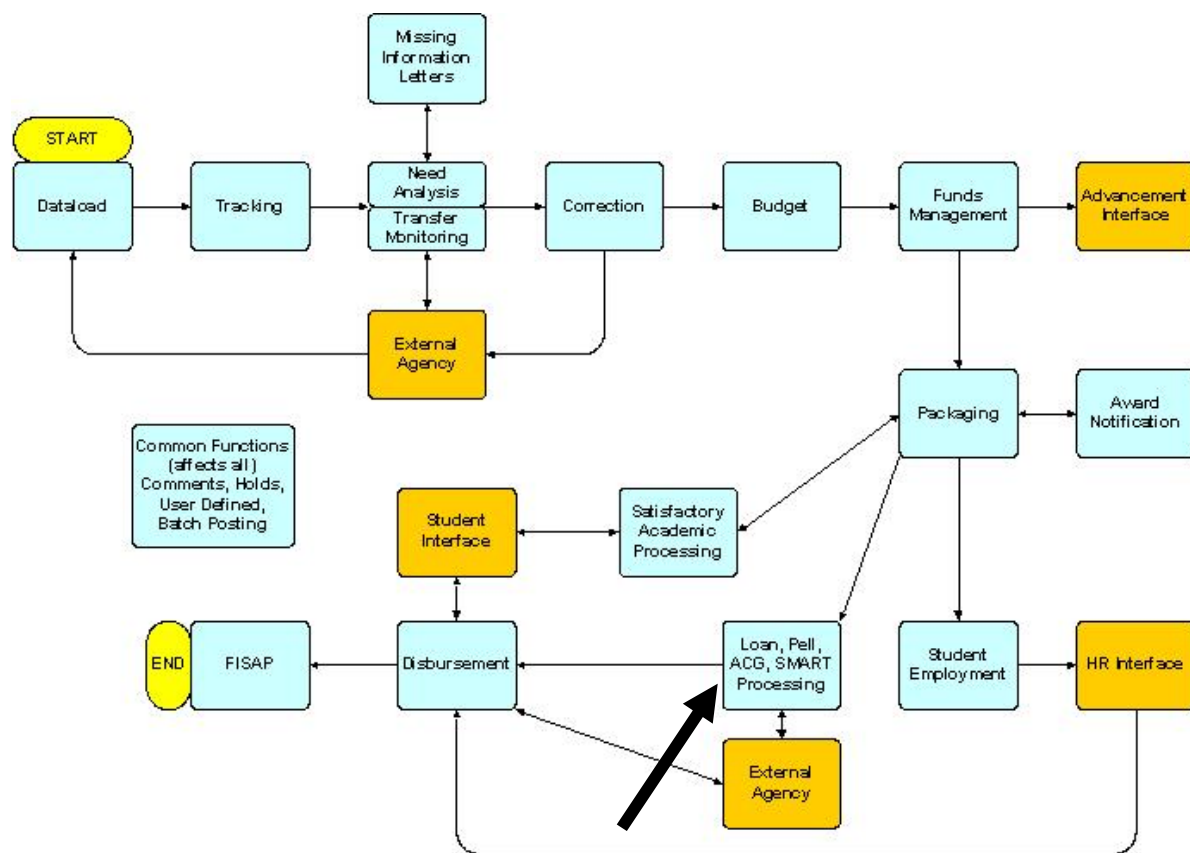 Missing
Information
Letters
START
Dataload
Tracking
Need
Analysis
Transfer
Monitoring
Correction
Budget
Funds
Management
Advancement
Interface
External
Agency
Packaging
Award
Notification
Common Functions
(affects all)
Comments, Holds,
User Defined,
Batch Posting
Student
Interface
Satisfactory
Academic
Processing
END
FISAP
Disbursement
Loan, Pell,
ACG, SMART
Processing
Student
Employment
HR Interface
External
Agency